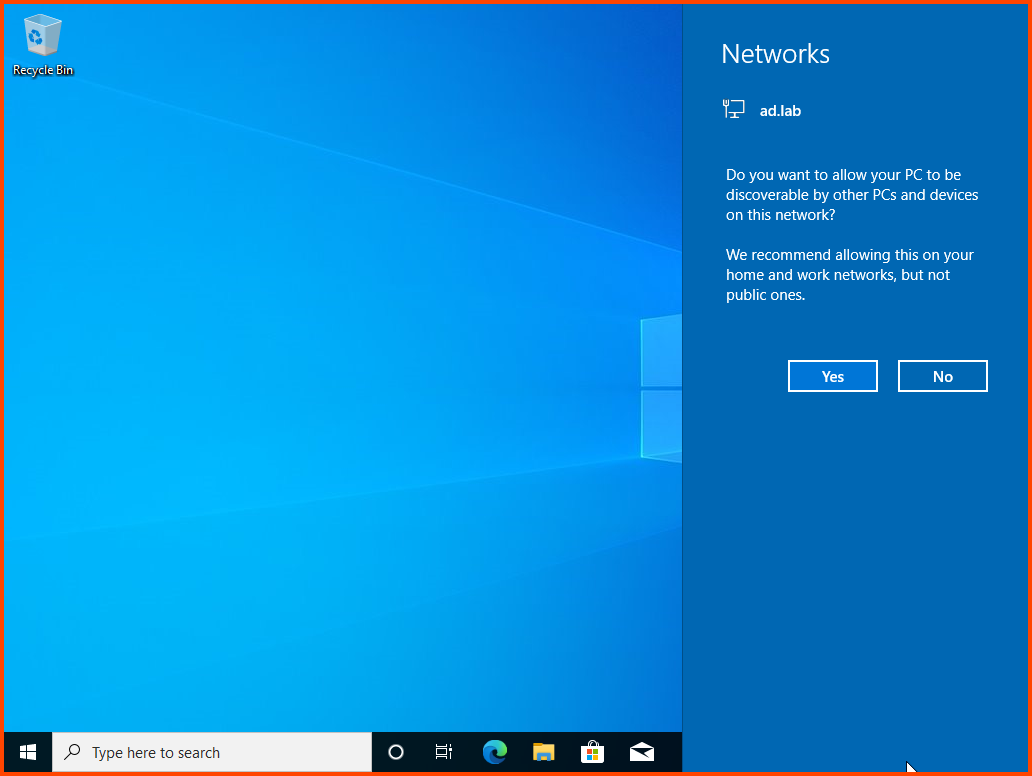 Recycle Bin
Networks
ad.lab
Do you want to allow your PC to be
discoverable by other PCs and devices
on this network?
We recommend allowing this on your
home and work networks, but not
public ones.
Yes
No
Type here to search